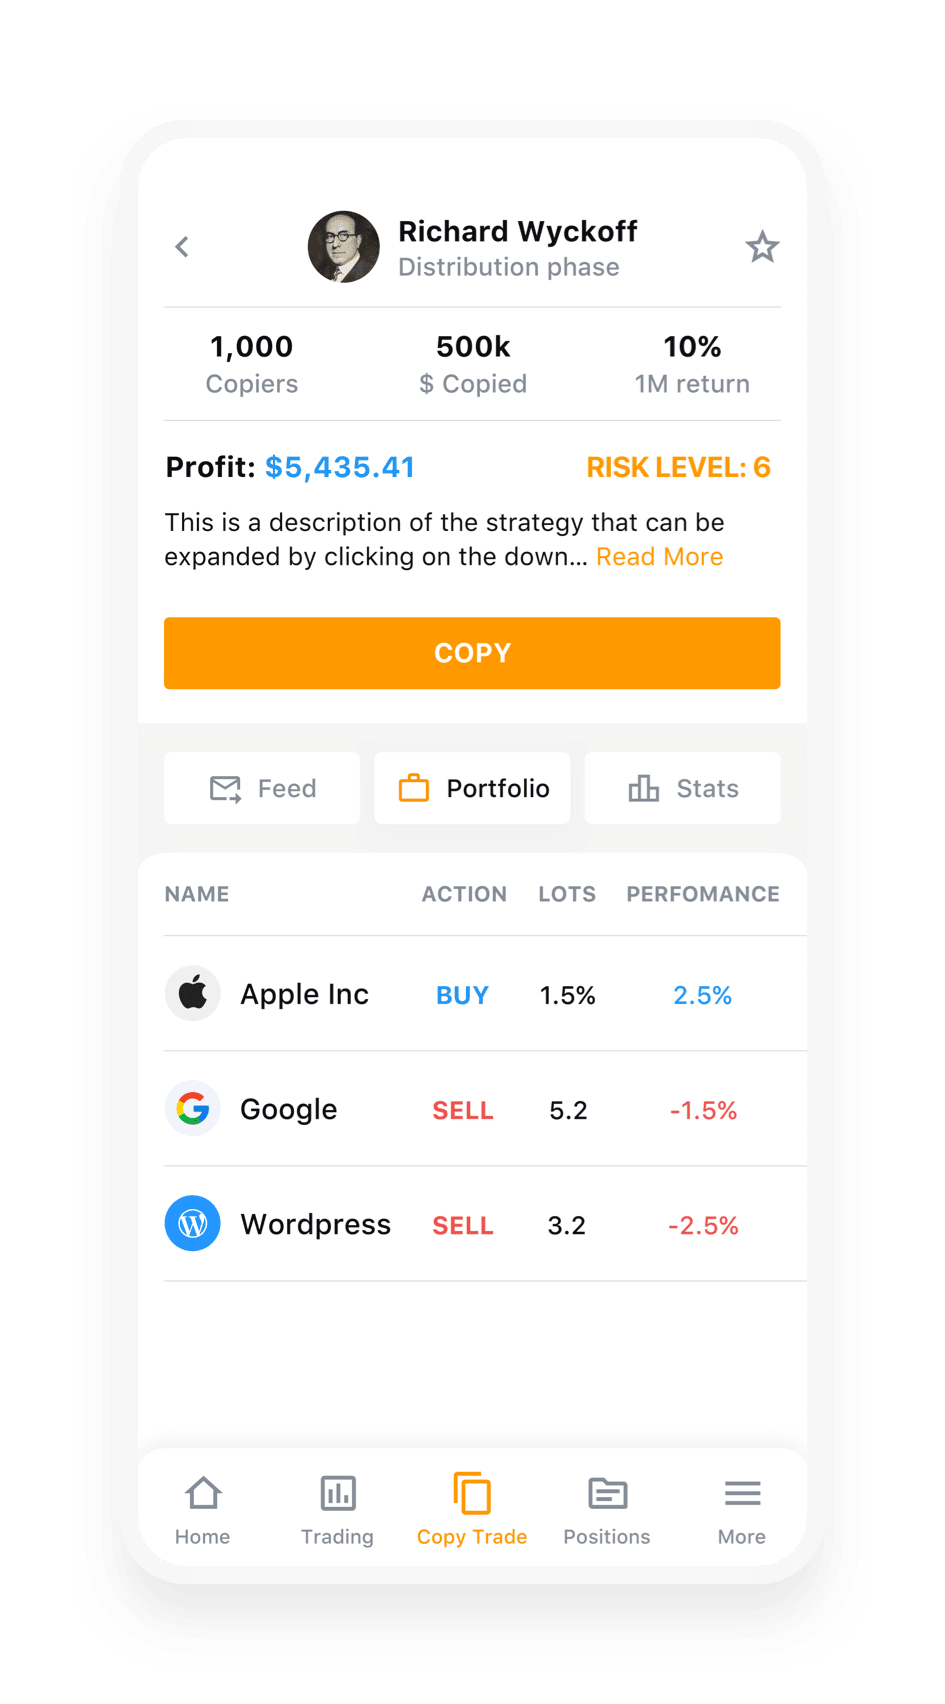 Richard Wyckoff
Distribution phase
1,000 500k 10%
Copiers $ Copied 1M return
Profit: $5,435.41 RISK LEVEL: 6
This is a description of the strategy that can be
expanded by clicking on the down... Read More
COPY
Feed Portfolio Stats
NAME ACTION LOTS PERFOMANCE
Apple Inc BUY 1.5% 2.5%
Google SELL 5.2 -1.5%
Wordpress SELL 3.2 -2.5%
Home Trading Copy Trade Positions More